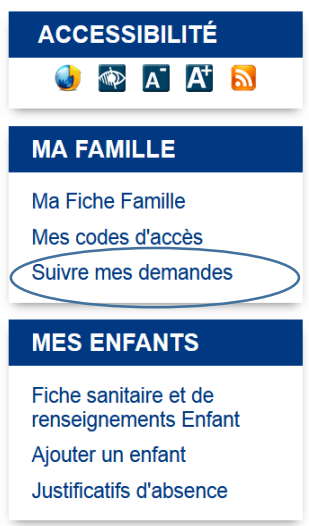 ACCESSIBILITÉ
A-
A+
MA FAMILLE
Ma Fiche Famille
Mes codes d'accès
Suivre mes demandes
MES ENFANTS
Fiche sanitaire et de
renseignements Enfant
Ajouter un enfant
Justificatifs d'absence